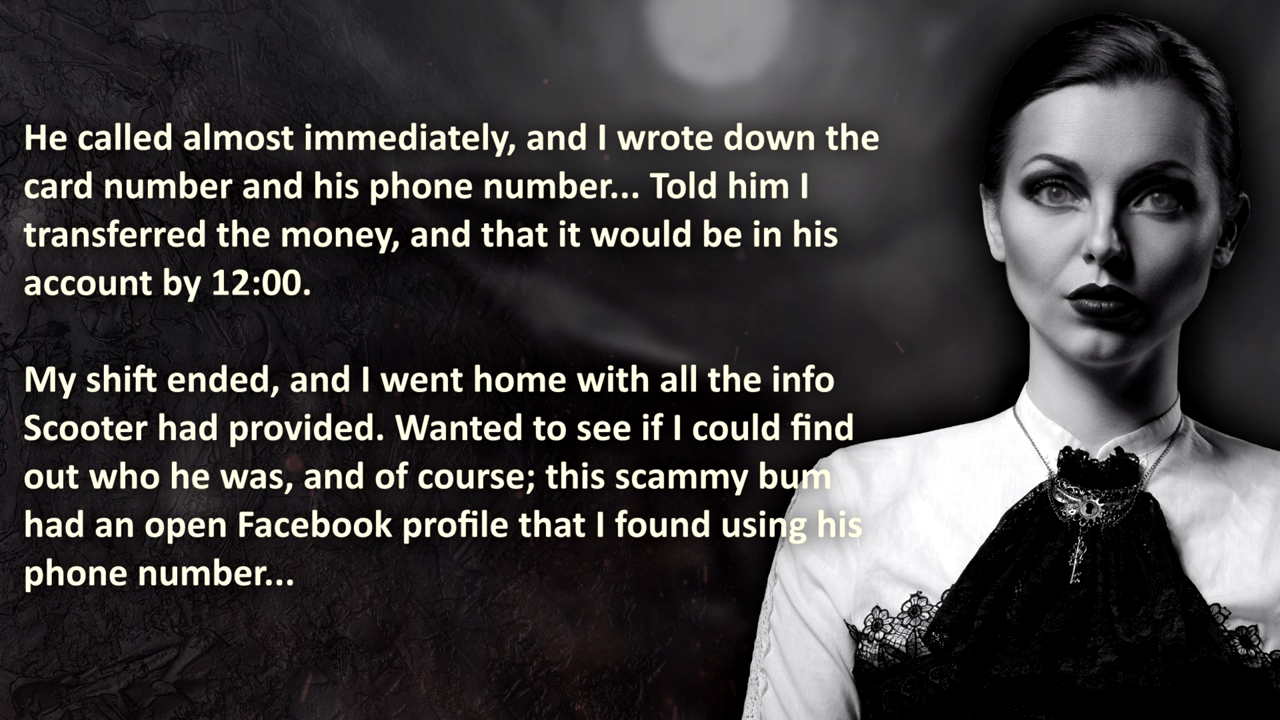 He called almost immediately, and I wrote down the
card number and his phone number... Told him I
transferred the money, and that it would be in his
account by 12:00.
My shift ended, and I went home with all the info
Scooter had provided. Wanted to see if I could find
out who he was, and of course; this scammy bum
had an open Facebook profile that I found using his
phone number...